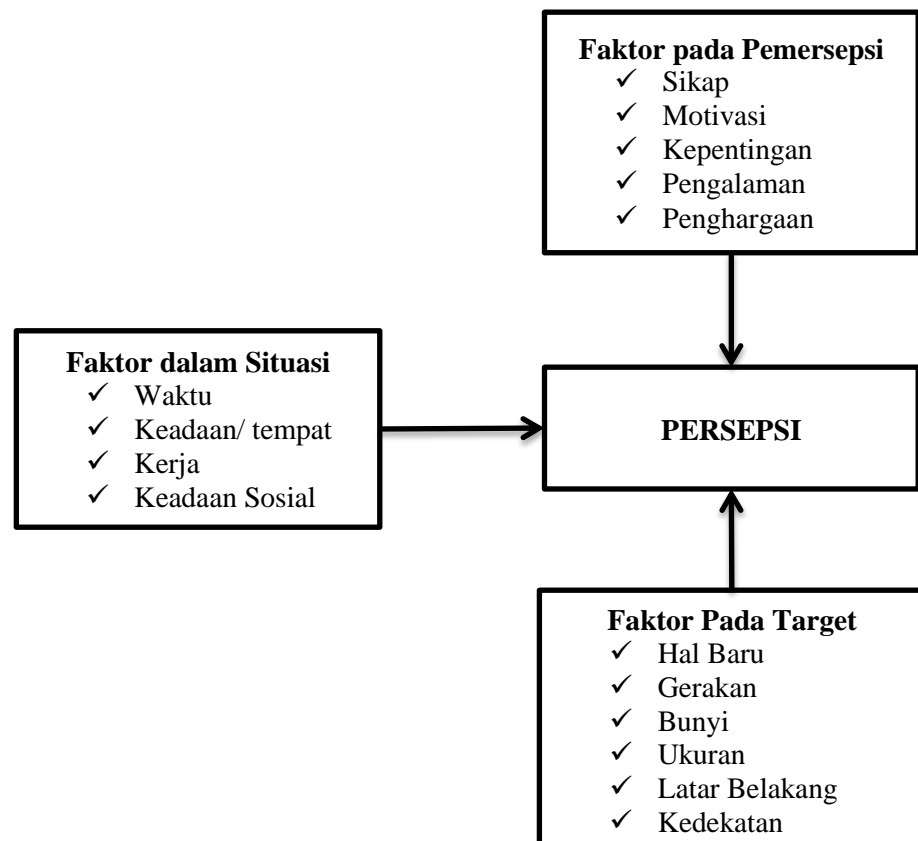 Faktor pada Pemersepsi
✓ Sikap
✓ Motivasi
✓ Kepentingan
✓ Pengalaman
✓ Penghargaan
Faktor dalam Situasi
✓ Waktu
✓ Keadaan/ tempat
✓ Kerja
✓ Keadaan Sosial
PERSEPSI
Faktor Pada Target
✓ Hal Baru
✓ Gerakan
✓ Bunyi
✓ Ukuran
✓ Latar Belakang
✓ Kedekatan